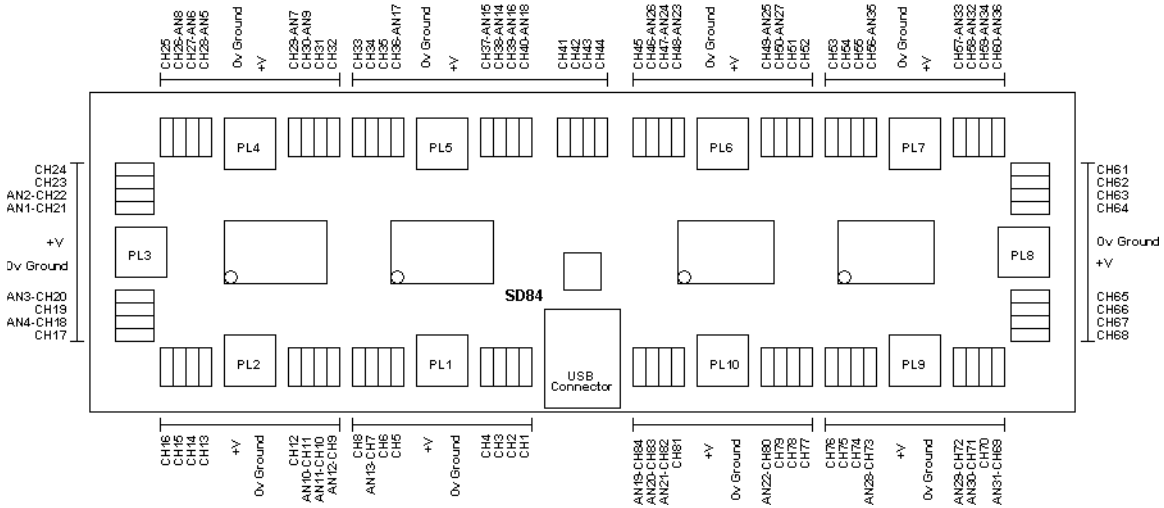 CH25
CH26-AN8
CH27-AN6
CH28-AN5
0v Ground
+V
CH29-AN7
CH30-AN9
CH31
CH32
CH33
CH34
CH35
CH36-AN17
0v Ground
+V
CH37-AN15
CH38-AN14
CH39-AN16
CH40-AN18
CH41
CH42
CH43
CH44
CH45
CH46-AN26
CH47-AN24
CH48-AN23
0v Ground
+V
CH49-AN25
CH50-AN27
CH51
CH52
CH53
CH54
CH55
CH56-AN35
0v Ground
+V
CH57-AN33
CH58-AN32
CH59-AN34
CH60-AN36
PL4
PL5
PL6
PL7
CH24
CH23
AN2-CH22
AN1-CH21
+V
0v Ground
AN3-CH20
CH19
AN4-CH18
CH17
PL3
SD84
PL8
CH61
CH62
CH63
CH64
0v Ground
+V
CH65
CH66
CH67
CH68
PL2
PL1
USB
Connector
PL10
PL9
CH16
CH15
CH14
CH13
+V
0v Ground
CH12
AN10-CH11
AN11-CH10
AN12-CH9
CH8
AN13-CH7
CH6
CH5
+V
0v Ground
CH4
CH3
CH2
CH1
AN19-CH84
AN20-CH83
AN21-CH82
CH81
+V
0v Ground
AN22-CH80
CH79
CH78
CH77
CH76
CH75
CH74
AN28-CH73
+V
0v Ground
AN29-CH72
AN30-CH71
CH70
AN31-CH69